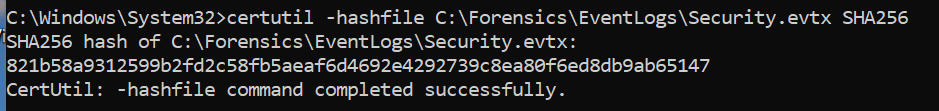 C:\Windows\System32>certutil -hashfile C:\Forensics\EventLogs\Security.evtx SHA256
SHA256 hash of C:\Forensics\EventLogs\Security.evtx:
821b58a9312599b2fd2c58fb5aeaf6d4692e4292739c8ea80f6ed8db9ab65147
CertUtil: -hashfile command completed successfully.